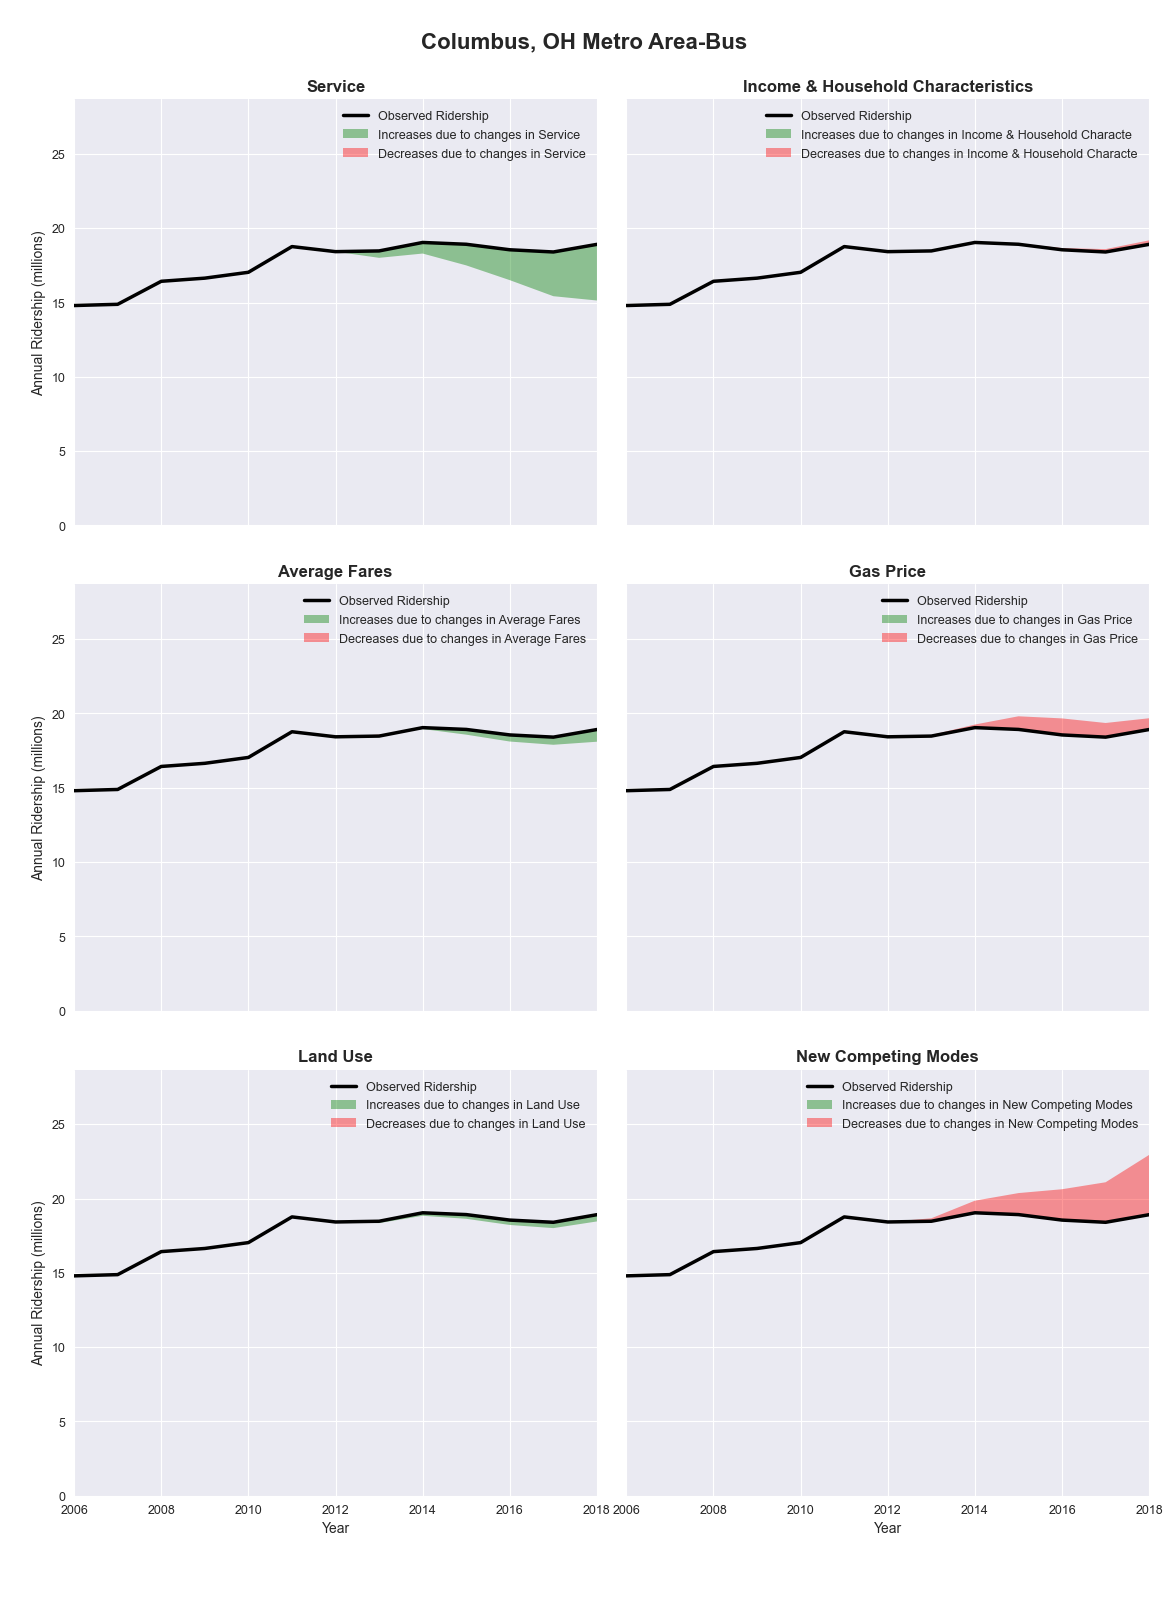 Columbus, OH Metro Area-Bus
Service
Observed Ridership
Increases due to changes in Service
Decreases due to changes in Service
25
20
15
10
5
0
Annual Ridership (millions)
Income & Household Characteristics
Observed Ridership
Increases due to changes in Income & Household Characte
Decreases due to changes in Income & Household Characte
Average Fares
Observed Ridership
Increases due to changes in Average Fares
Decreases due to changes in Average Fares
25
20
15
10
5
0
Annual Ridership (millions)
Gas Price
Observed Ridership
Increases due to changes in Gas Price
Decreases due to changes in Gas Price
Land Use
Observed Ridership
Increases due to changes in Land Use
Decreases due to changes in Land Use
25
20
15
10
5
0
Annual Ridership (millions)
2006 2008 2010 2012 2014 2016 2018
Year
New Competing Modes
Observed Ridership
Increases due to changes in New Competing Modes
Decreases due to changes in New Competing Modes
2006 2008 2010 2012 2014 2016 2018
Year